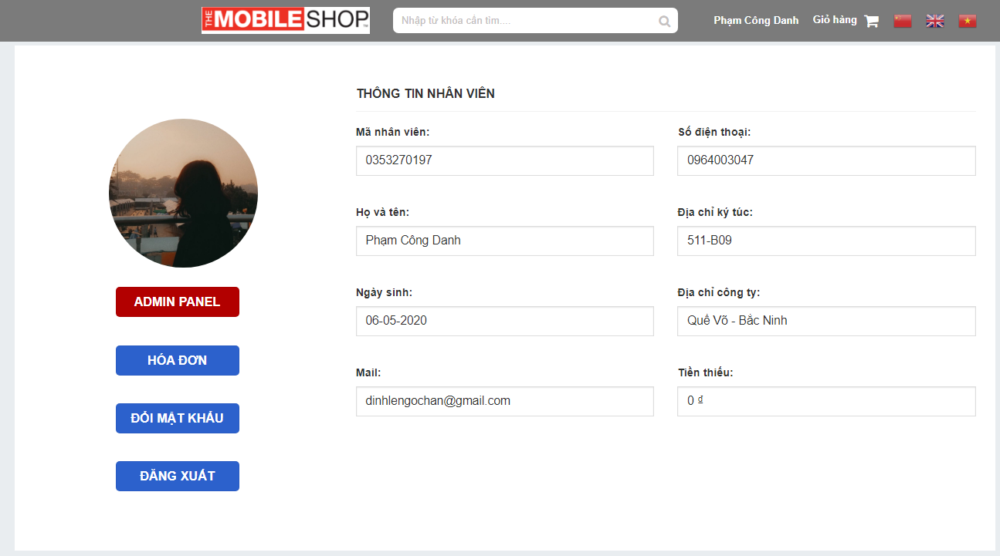 THE MOBILESHOP™
Nhập từ khóa cần tìm....
Phạm Công Danh
Giỏ hàng
THÔNG TIN NHÂN VIÊN
Mã nhân viên:
0353270197
Số điện thoại:
0964003047
Họ và tên:
Phạm Công Danh
Địa chỉ ký túc:
511-B09
Ngày sinh:
06-05-2020
Địa chỉ công ty:
Quế Võ - Bắc Ninh
Mail:
dinhlengochan@gmail.com
Tiền thiếu:
0 ₫
ADMIN PANEL
HÓA ĐƠN
ĐỔI MẬT KHẨU
ĐĂNG XUẤT